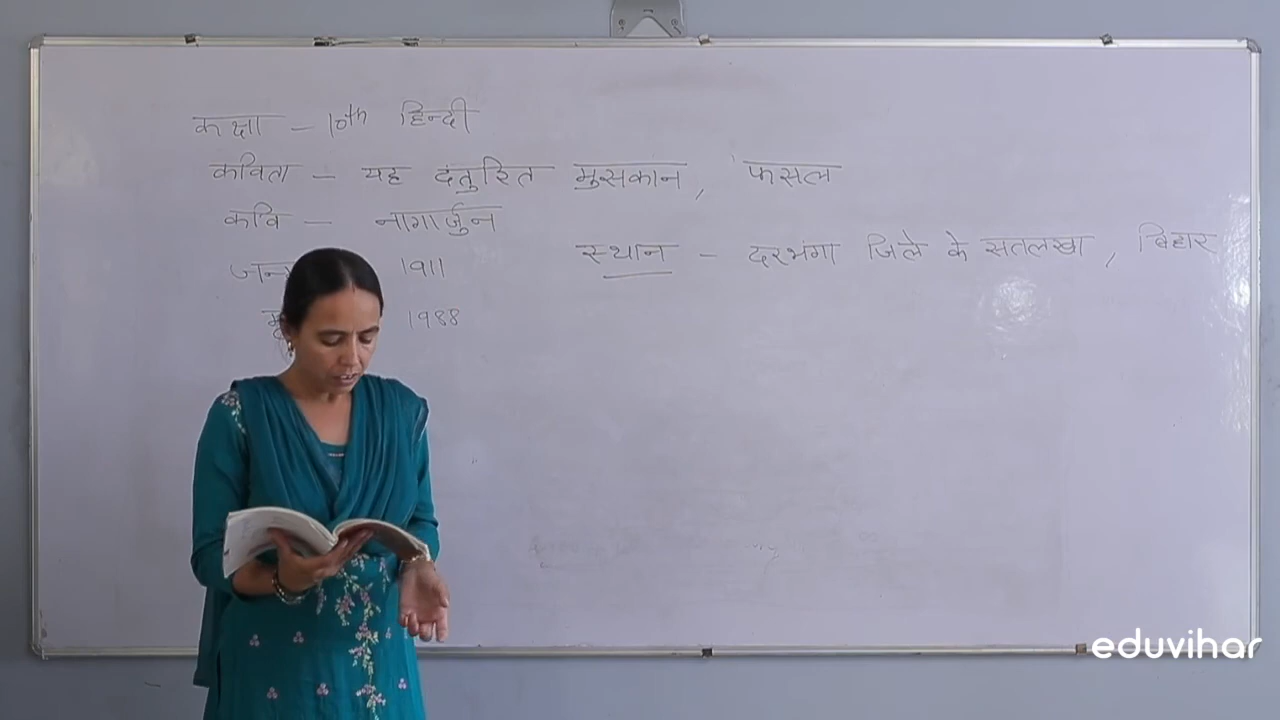 कक्षा – 10th हिन्दी
कविता – यह दंतुरित मुसकान, फसल
कवि – नागार्जुन
स्थान – दरभंगा जिले के सतलखा, बिहार
1911
1988
eduvihar